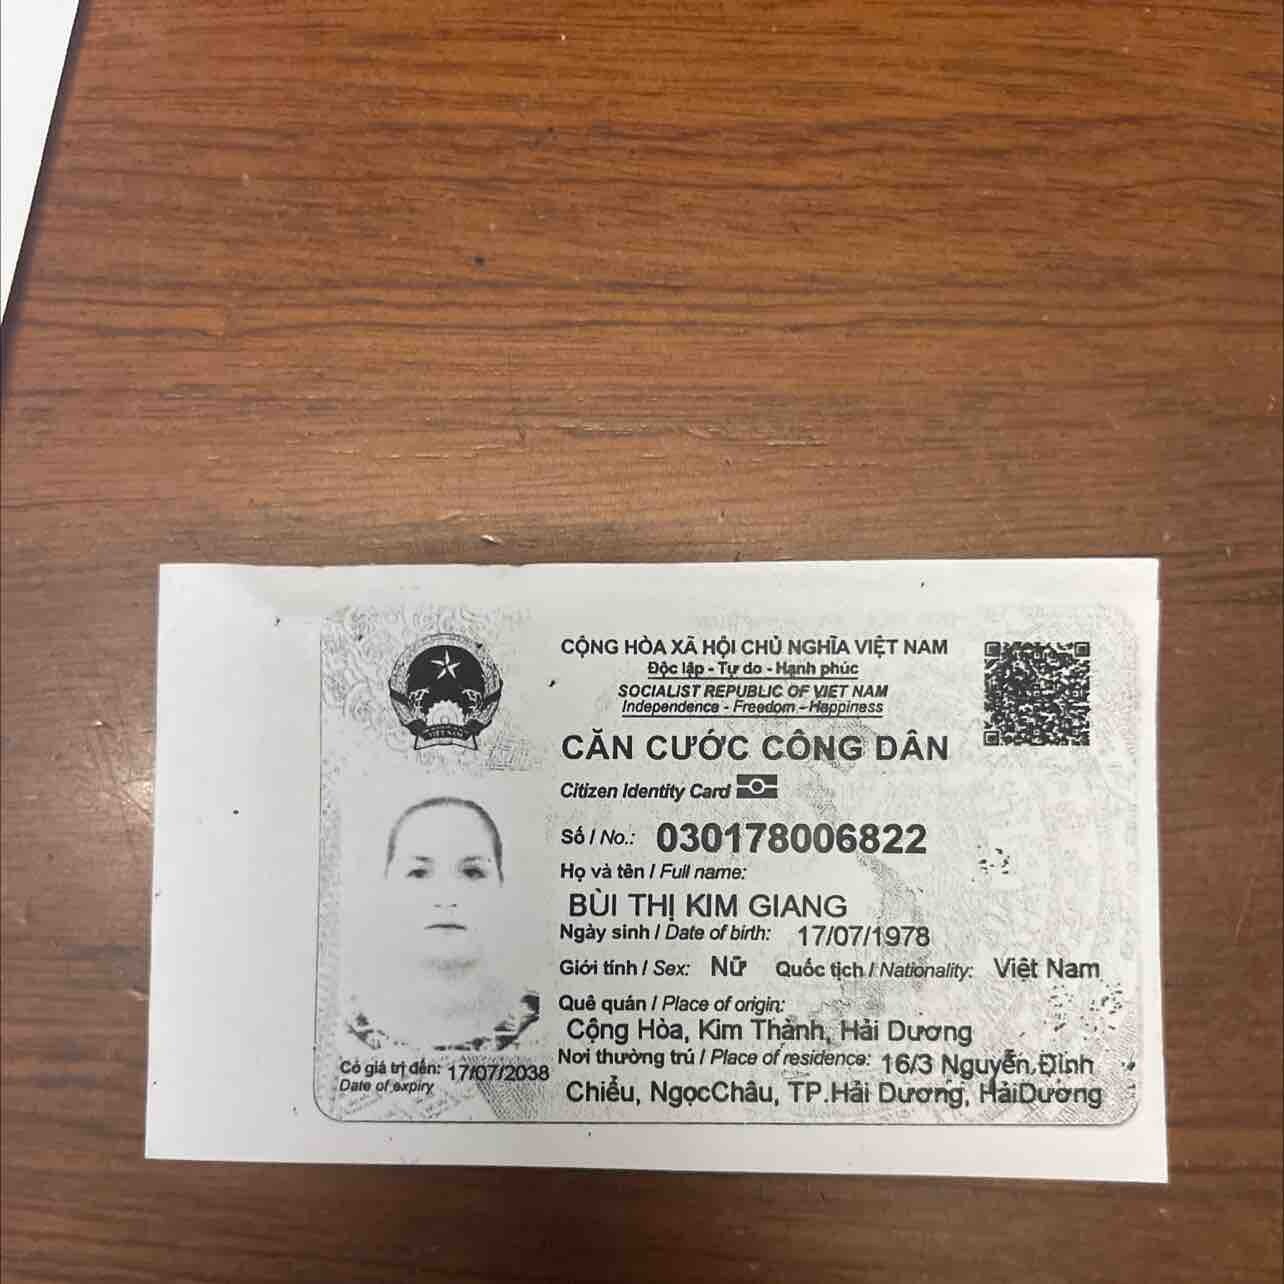 CỘNG HÒA XÃ HỘI CHỦ NGHĨA VIỆT NAM
Độc lập - Tự do - Hạnh phúc
SOCIALIST REPUBLIC OF VIET NAM
Independence - Freedom - Happiness
CĂN CƯỚC CÔNG DÂN
Citizen Identity Card
Số / No.: 030178006822
Họ và tên / Full name:
BÙI THỊ KIM GIANG
Ngày sinh / Date of birth: 17/07/1978
Giới tính / Sex: Nữ Quốc tịch / Nationality: Việt Nam
Quê quán / Place of origin:
Cộng Hòa, Kim Thành, Hải Dương
Nơi thường trú / Place of residence: 16/3 Nguyễn Đình
Chiểu, NgọcChâu, TP.Hải Dương, HảiDương
Có giá trị đến: 17/07/2038
Date of expiry